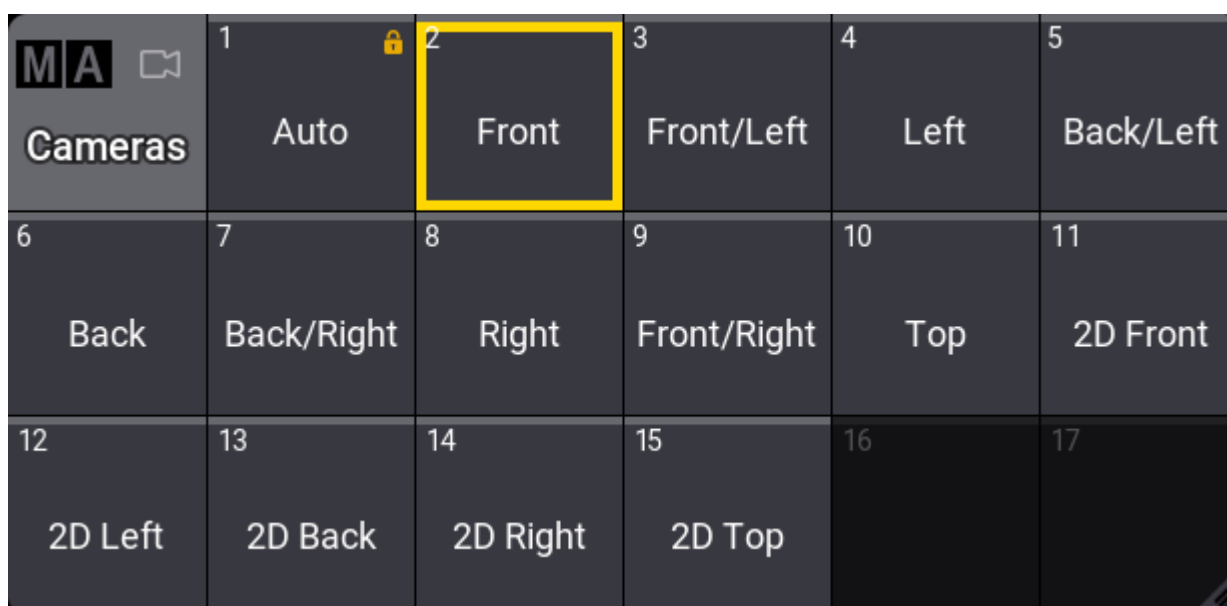 MA
Cameras
1
Auto
2
Front
3
Front/Left
4
Left
5
Back/Left
6
Back
7
Back/Right
8
Right
9
Front/Right
10
Top
11
2D Front
12
2D Left
13
2D Back
14
2D Right
15
2D Top
16
17